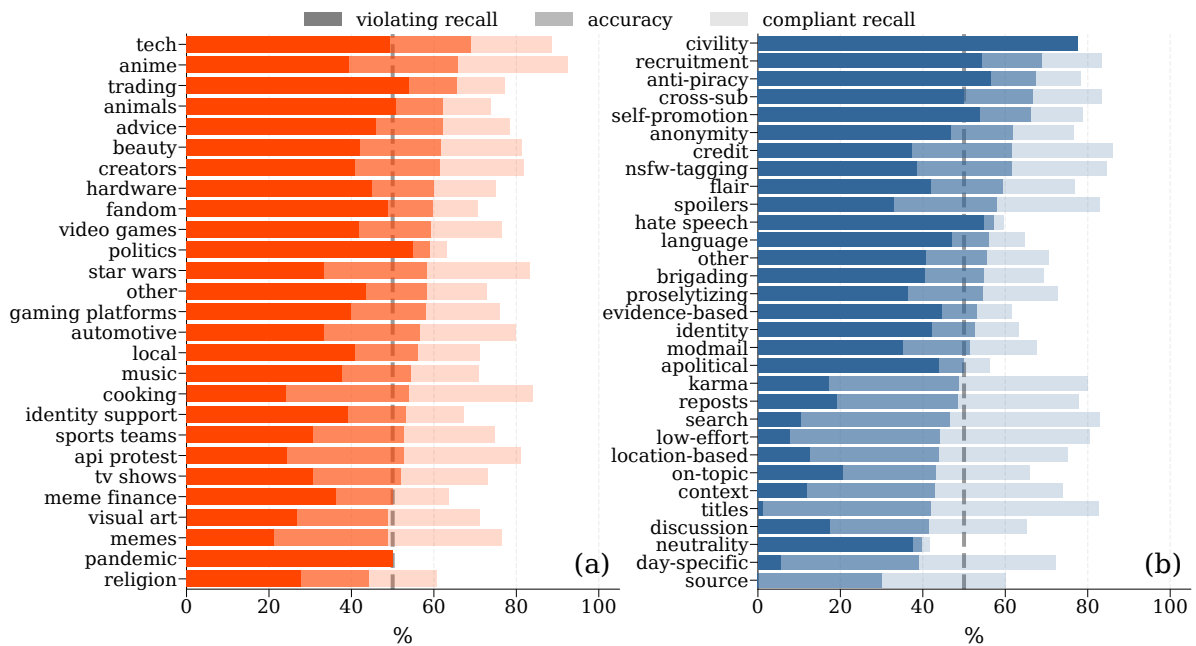 violating recall accuracy compliant recall
tech
anime
trading
animals
advice
beauty
creators
hardware
fandom
video games
politics
star wars
other
gaming platforms
automotive
local
music
cooking
identity support
sports teams
api protest
tv shows
meme finance
visual art
memes
pandemic
religion
(a)
0 20 40 60 80 100
%
civility
recruitment
anti-piracy
cross-sub
self-promotion
anonymity
credit
nsfw-tagging
flair
spoilers
hate speech
language
other
brigading
proselytizing
evidence-based
identity
modmail
apolitical
karma
reposts
search
low-effort
location-based
on-topic
context
titles
discussion
neutrality
day-specific
source
(b)
0 20 40 60 80 100
%